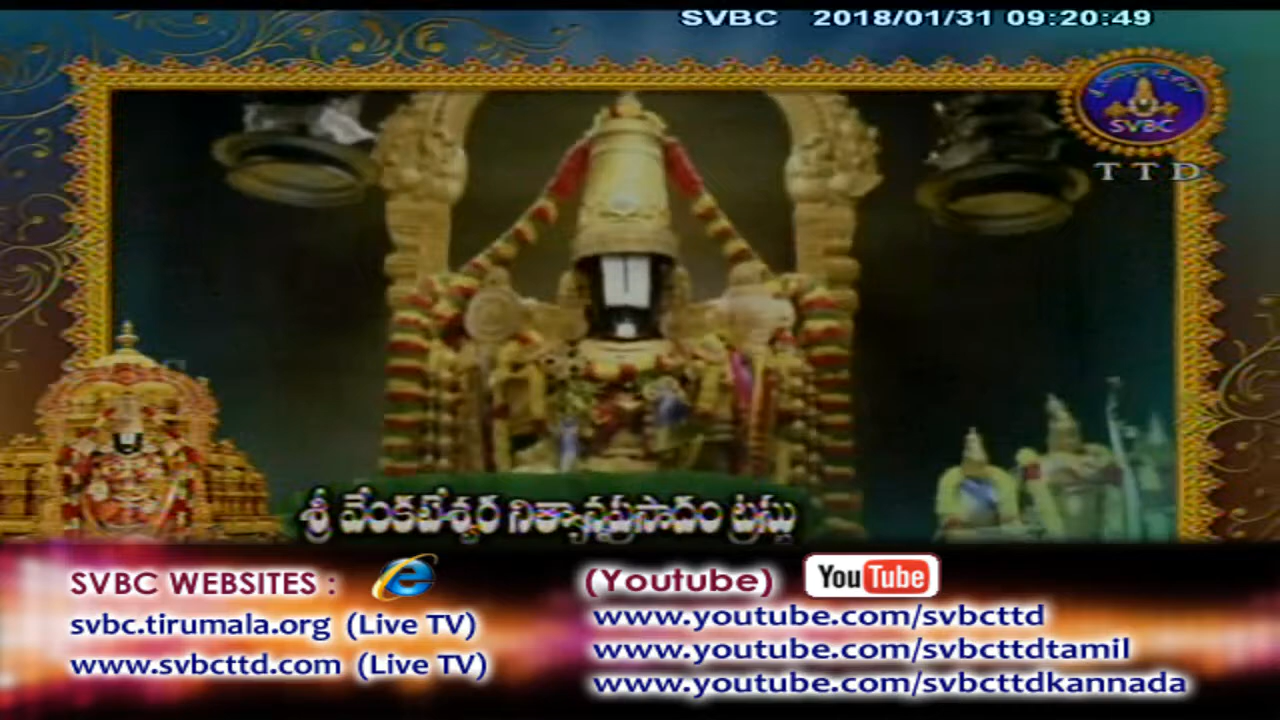 SVBC 2018/01/31 09:20:49
SVBC
T T D
శ్రీ వేంకటేశ్వర నిత్యాన్నప్రసాదం ట్రస్టు
SVBC WEBSITES :
svbc.tirumala.org (Live TV)
www.svbcttd.com (Live TV)
(Youtube) YouTube
www.youtube.com/svbcttd
www.youtube.com/svbcttdtamil
www.youtube.com/svbcttdkannada